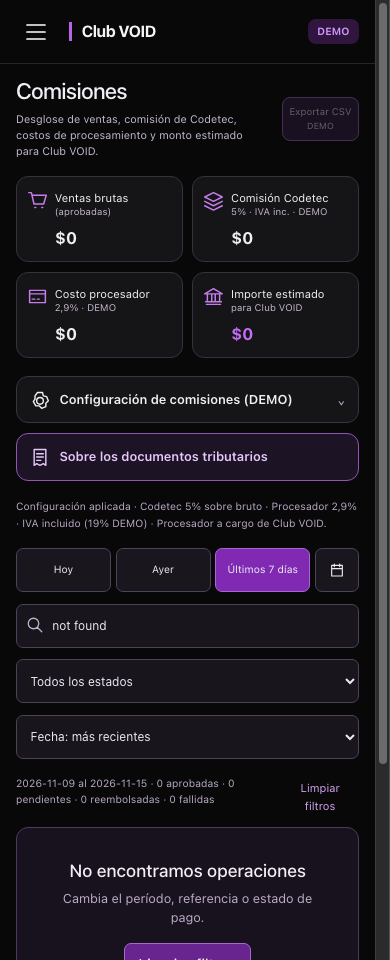 Club VOID
DEMO
Comisiones
Desglose de ventas, comisión de Codetec,
costos de procesamiento y monto estimado
para Club VOID.
Exportar CSV
DEMO
Ventas brutas
(aprobadas)
$0
Comisión Codetec
5% · IVA inc. · DEMO
$0
Costo procesador
2,9% · DEMO
$0
Importe estimado
para Club VOID
$0
Configuración de comisiones (DEMO)
Sobre los documentos tributarios
Configuración aplicada · Codetec 5% sobre bruto · Procesador 2,9%
· IVA incluido (19% DEMO) · Procesador a cargo de Club VOID.
Hoy
Ayer
Últimos 7 días
not found
Todos los estados
Fecha: más recientes
2026-11-09 al 2026-11-15 · 0 aprobadas · 0
pendientes · 0 reembolsadas · 0 fallidas
Limpiar
filtros
No encontramos operaciones
Cambia el período, referencia o estado de
pago.